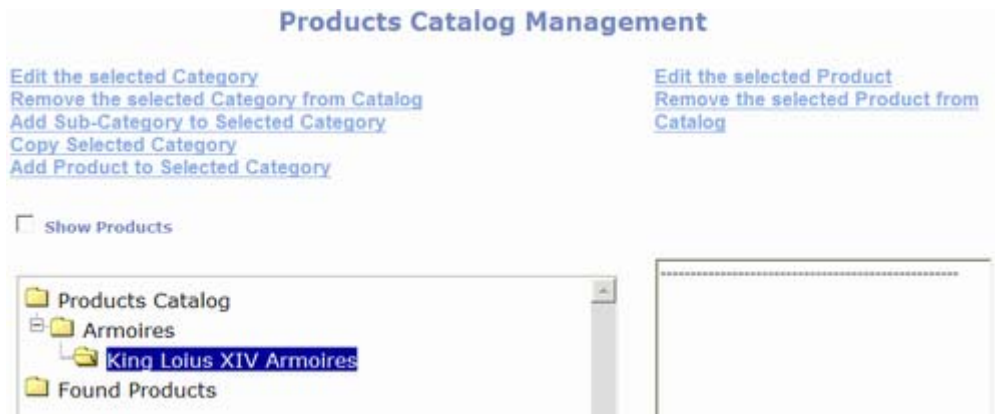 Products Catalog Management
Edit the selected Category
Remove the selected Category from Catalog
Add Sub-Category to Selected Category
Copy Selected Category
Add Product to Selected Category
Edit the selected Product
Remove the selected Product from
Catalog
Show Products
Products Catalog
Armoires
King Loius XIV Armoires
Found Products